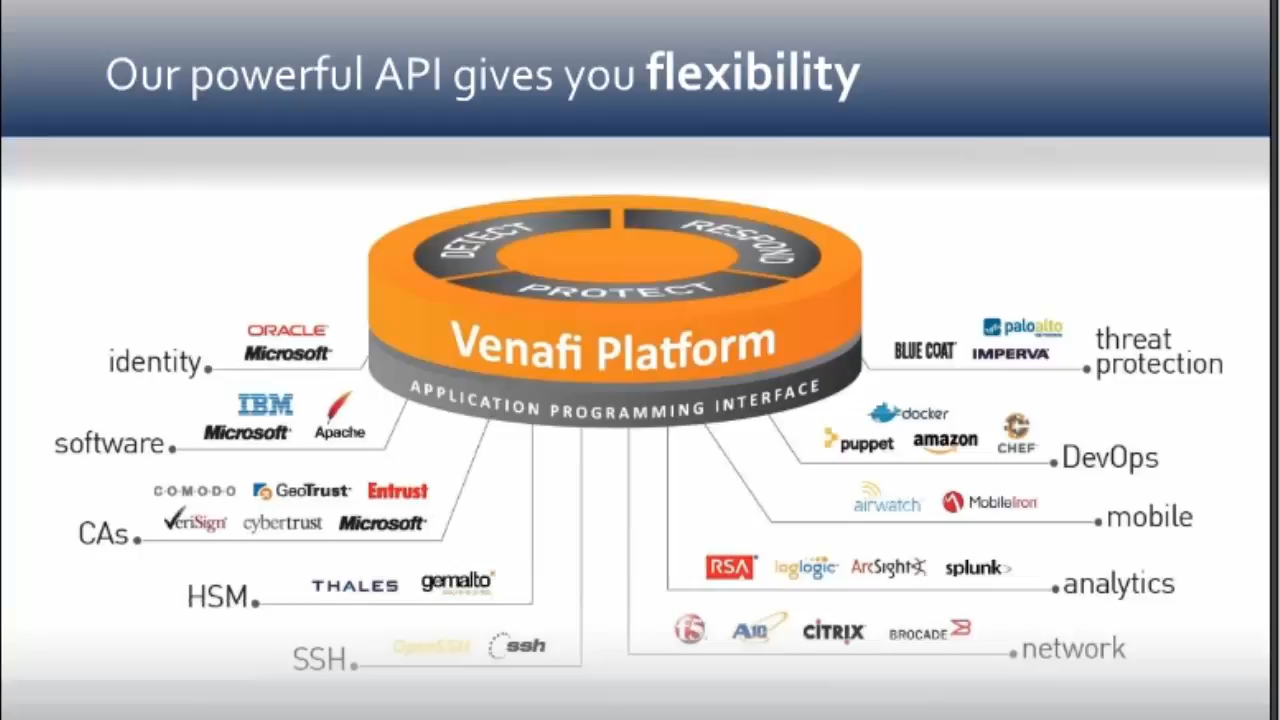 Our powerful API gives you flexibility
DETECT
RESPOND
PROTECT
Venafi Platform
APPLICATION PROGRAMMING INTERFACE
identity
ORACLE
Microsoft
software
IBM
Microsoft
Apache
CAs
COMODO GeoTrust Entrust
VeriSign cybertrust Microsoft
HSM
THALES gemalto
SSH
OpenSSH ssh
paloalto
BLUE COAT IMPERVA
threat
protection
docker
puppet amazon CHEF
DevOps
airwatch MobileIron
mobile
RSA loglogic ArcSight splunk>
analytics
f5 A10 CITRIX BROCADE
network